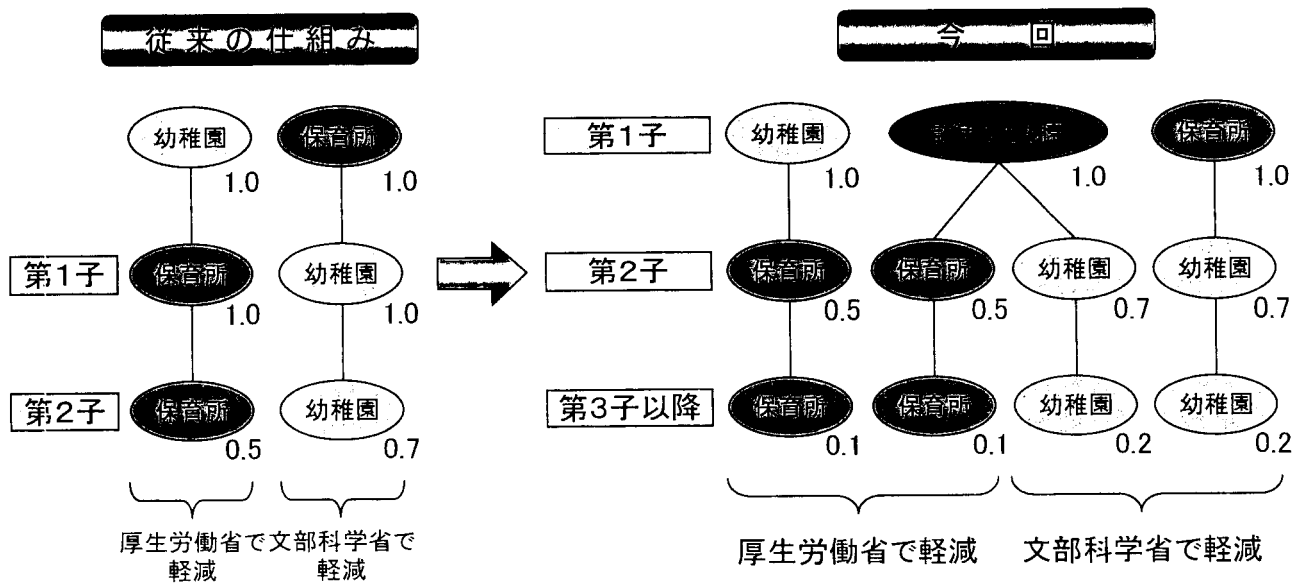 従来の仕組み
今 回
幼稚園
保育所
1.0
1.0
第1子
保育所
幼稚園
1.0
1.0
第2子
保育所
幼稚園
0.5
0.7
厚生労働省で
軽減
文部科学省で
軽減
第1子
幼稚園
保育所
1.0
1.0
1.0
第2子
保育所
保育所
幼稚園
幼稚園
0.5
0.5
0.7
0.7
第3子以降
保育所
保育所
幼稚園
幼稚園
0.1
0.1
0.2
0.2
厚生労働省で軽減
文部科学省で軽減